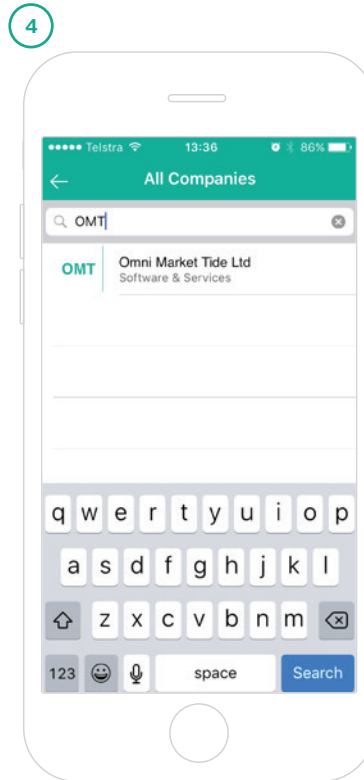 4
Telstra 13:36 86%
All Companies
OMT
OMT Omni Market Tide Ltd
Software & Services
q w e r t y u i o p
a s d f g h j k l
z x c v b n m
123 space Search